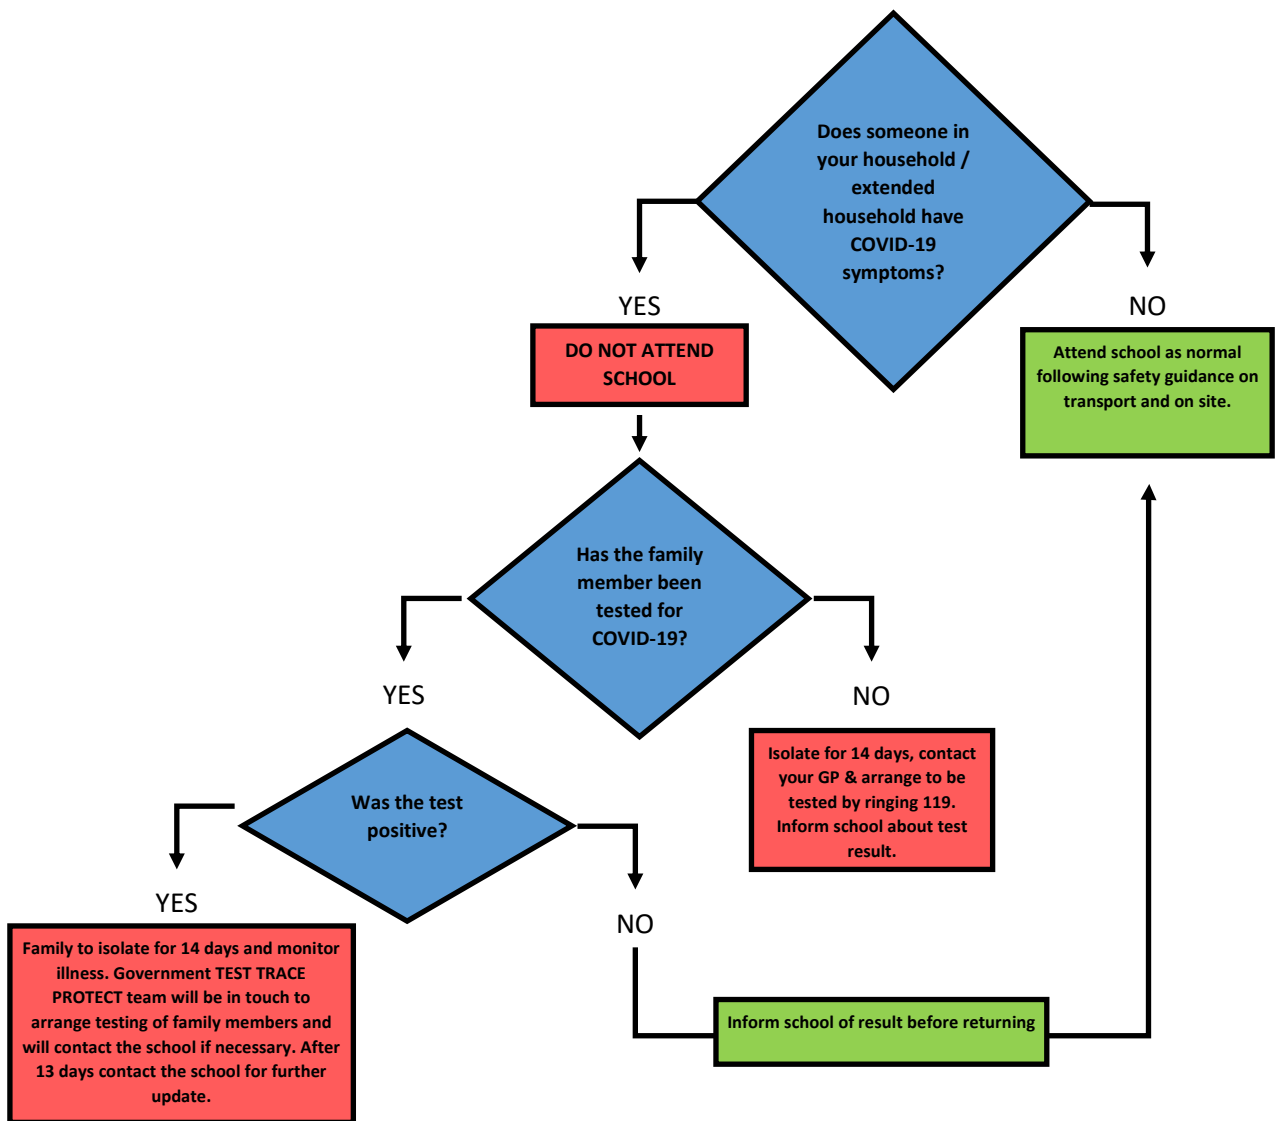 Does someone in
your household /
extended
household have
COVID-19
symptoms?
YES
NO
DO NOT ATTEND
SCHOOL
Attend school as normal
following safety guidance on
transport and on site.
Has the family
member been
tested for
COVID-19?
YES
NO
Isolate for 14 days, contact
your GP & arrange to be
tested by ringing 119.
Inform school about test
result.
Was the test
positive?
YES
NO
Family to isolate for 14 days and monitor
illness. Government TEST TRACE
PROTECT team will be in touch to
arrange testing of family members and
will contact the school if necessary. After
13 days contact the school for further
update.
Inform school of result before returning